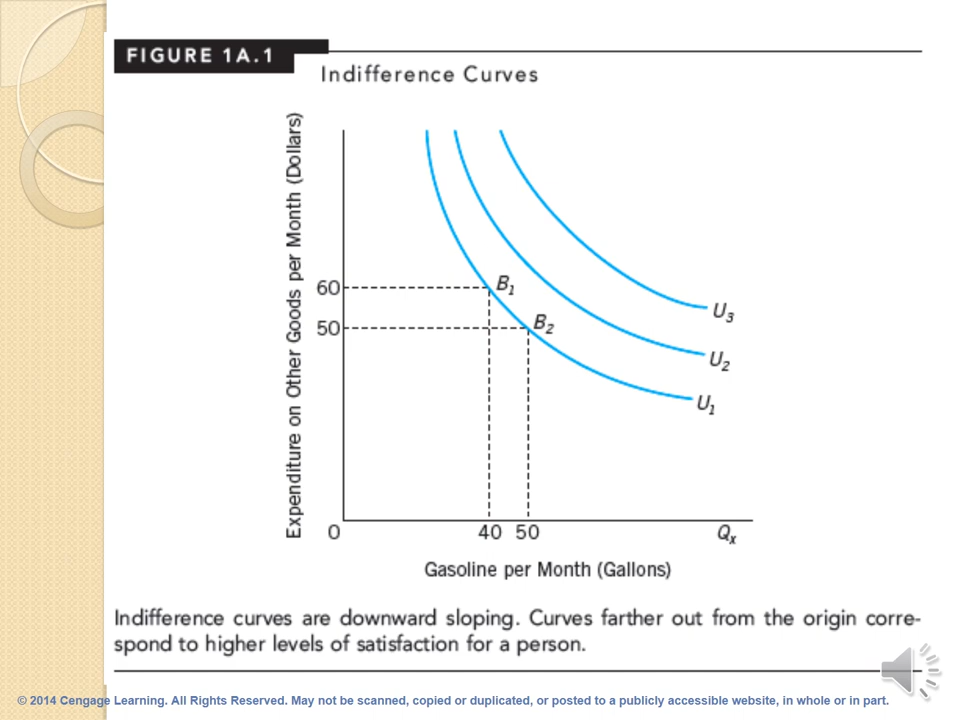 FIGURE 1A.1
Indifference Curves
Expenditure on Other Goods per Month (Dollars)
60
50
B1
B2
U3
U2
U1
0
40 50
Qx
Gasoline per Month (Gallons)
Indifference curves are downward sloping. Curves farther out from the origin corre-
spond to higher levels of satisfaction for a person.
© 2014 Cengage Learning. All Rights Reserved. May not be scanned, copied or duplicated, or posted to a publicly accessible website, in whole or in part.